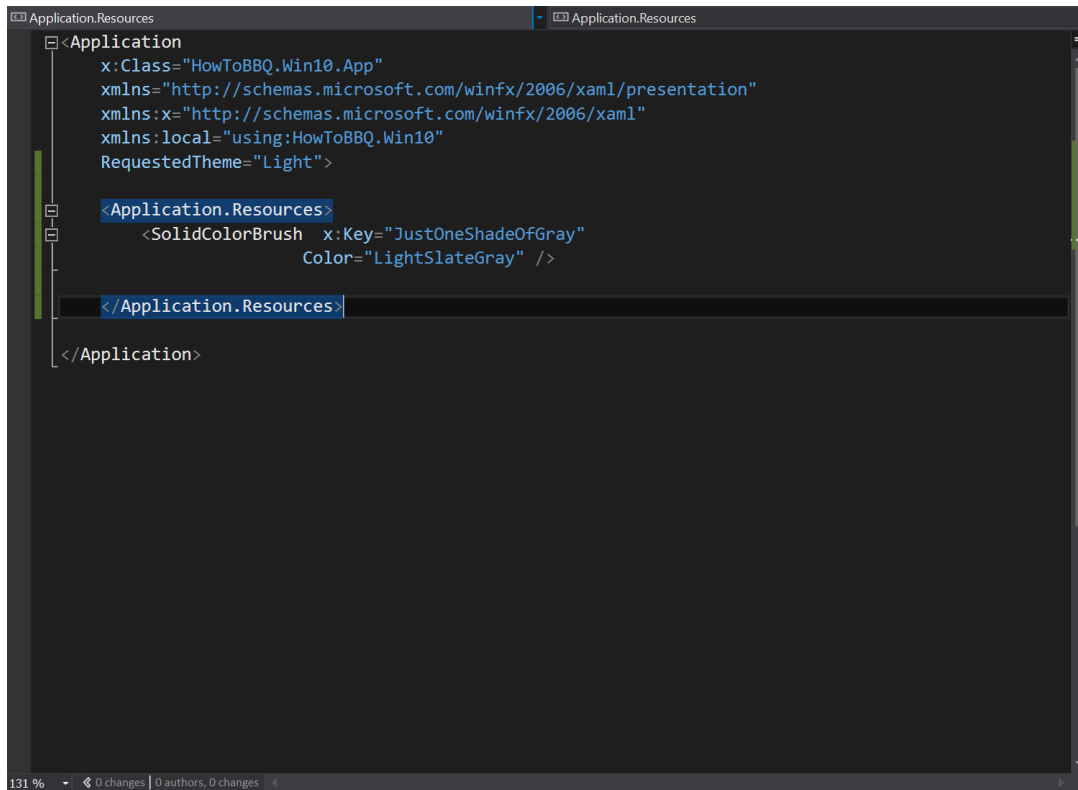 Application.Resources Application.Resources
<Application
x:Class="HowToBBQ.Win10.App"
xmlns="http://schemas.microsoft.com/winfx/2006/xaml/presentation"
xmlns:x="http://schemas.microsoft.com/winfx/2006/xaml"
xmlns:local="using:HowToBBQ.Win10"
RequestedTheme="Light">
<Application.Resources>
<SolidColorBrush  x:Key="JustOneShadeOfGray"
Color="LightSlateGray" />
</Application.Resources>
</Application>
131 % 0 changes | 0 authors, 0 changes